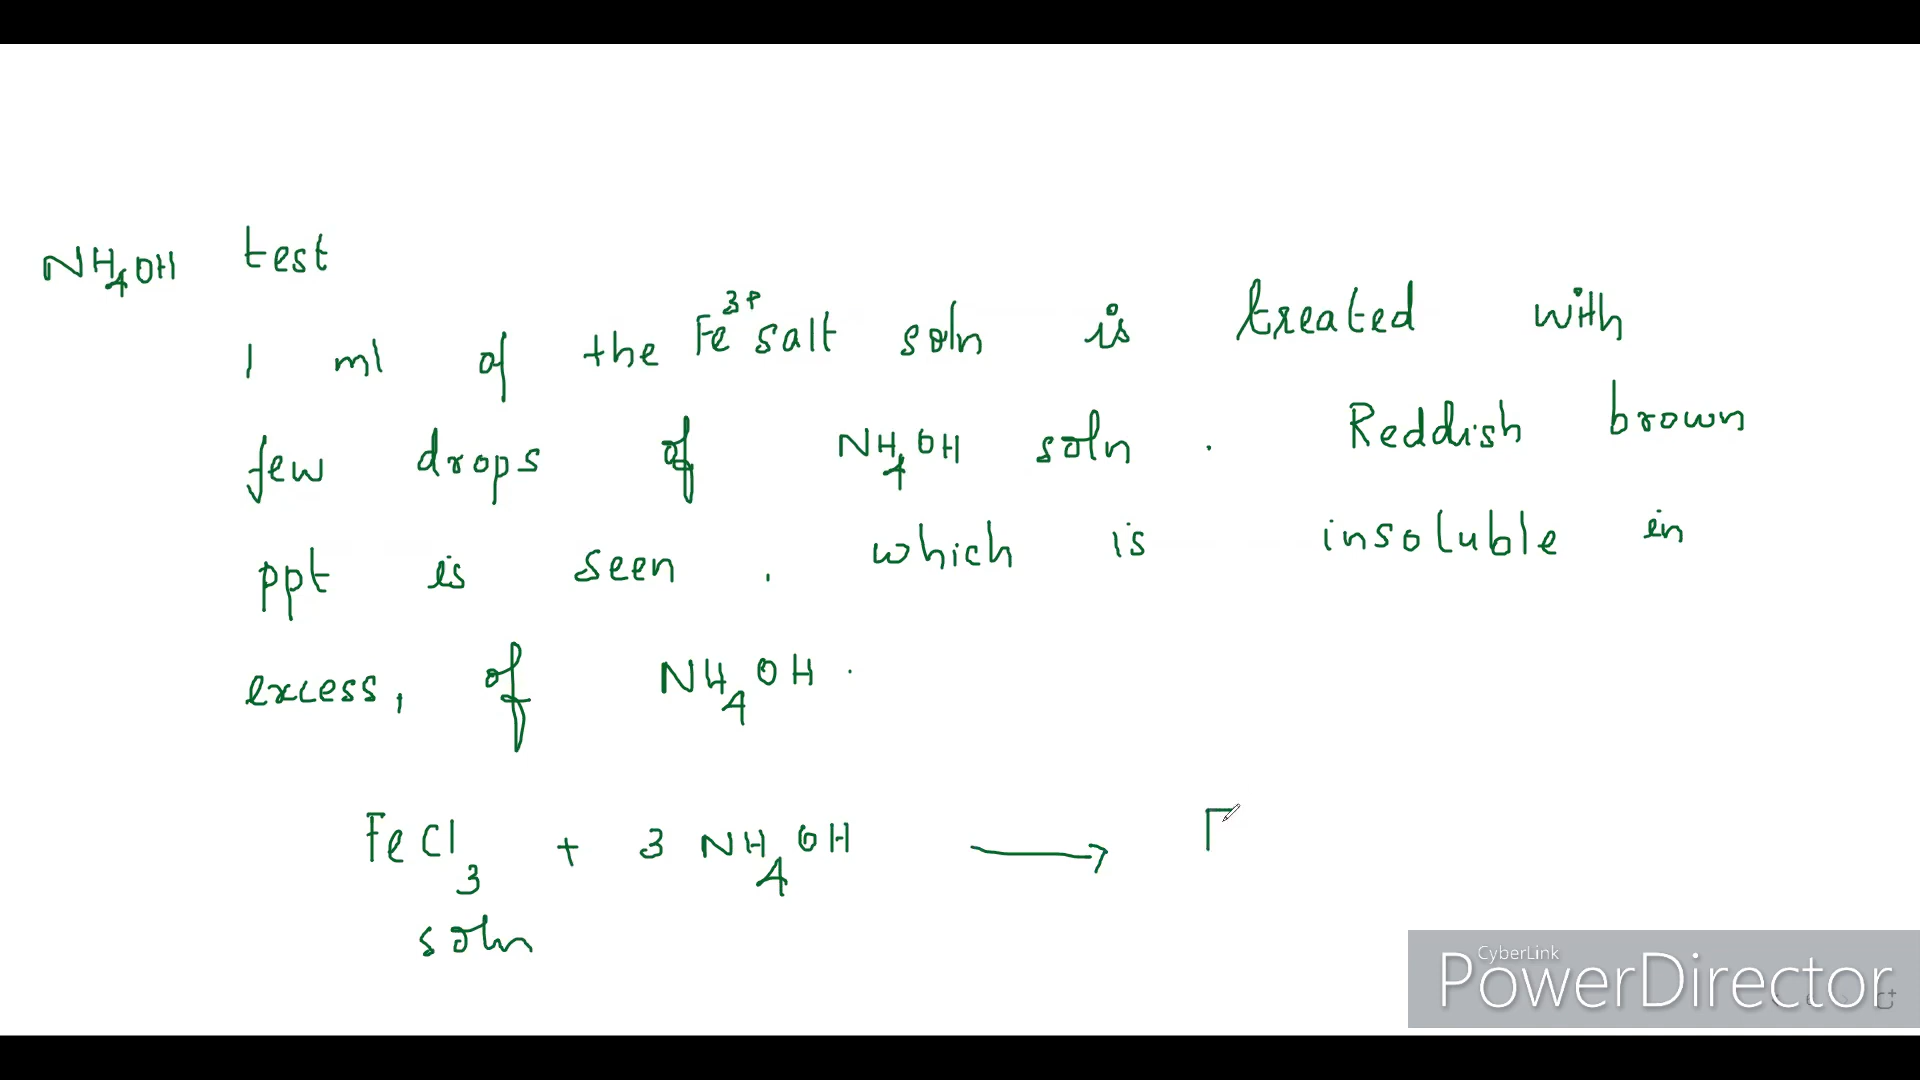 NH4OH test
1 ml of the Fe3+ salt soln is treated with
few drops of NH4OH soln . Reddish brown
ppt is seen . which is insoluble in
excess, of NH4OH .
FeCl3 + 3 NH4OH →
soln
CyberLink
PowerDirector